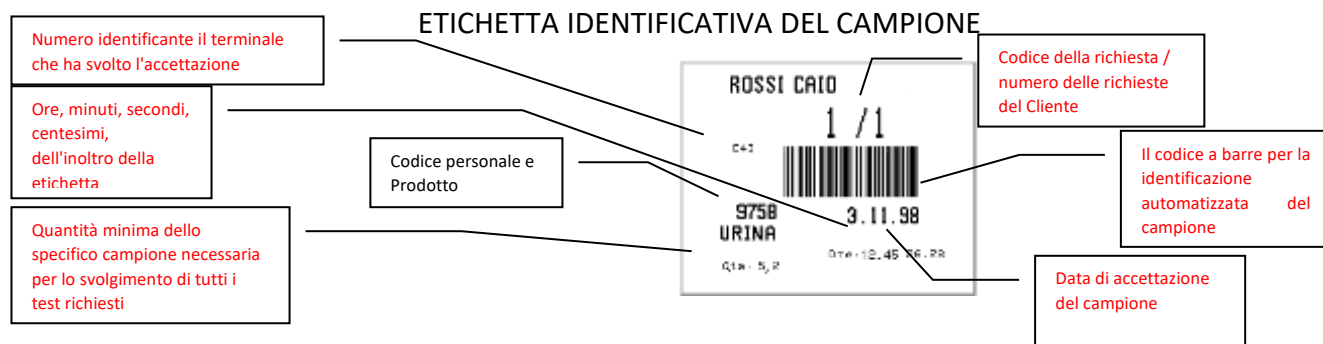 ETICHETTA IDENTIFICATIVA DEL CAMPIONE
Numero identificante il terminale
che ha svolto l'accettazione
Ore, minuti, secondi,
centesimi,
dell'inoltro della
etichetta
Codice personale e
Prodotto
Quantità minima dello
specifico campione necessaria
per lo svolgimento di tutti i
test richiesti
ROSSI CAIO
1 /1
9758
3.11.98
URINA
Qta: 5,2
Codice della richiesta /
numero delle richieste
del Cliente
Il codice a barre per la
identificazione
automatizzata del
campione
Data di accettazione
del campione